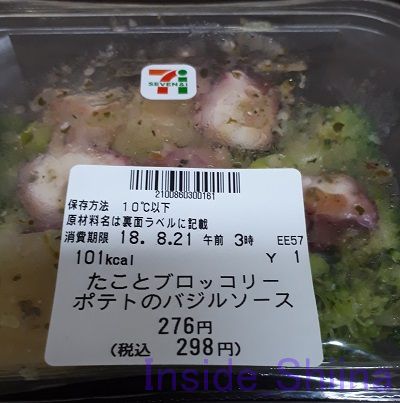 7i
SEVEN&i
2100860300161
保存方法 10℃以下
原材料名は裏面ラベルに記載
消費期限 18. 8.21 午前 3時 EE57
101kcal Y 1
たことブロッコリー
ポテトのバジルソース
276円
(税込 298円)
Inside Shiina